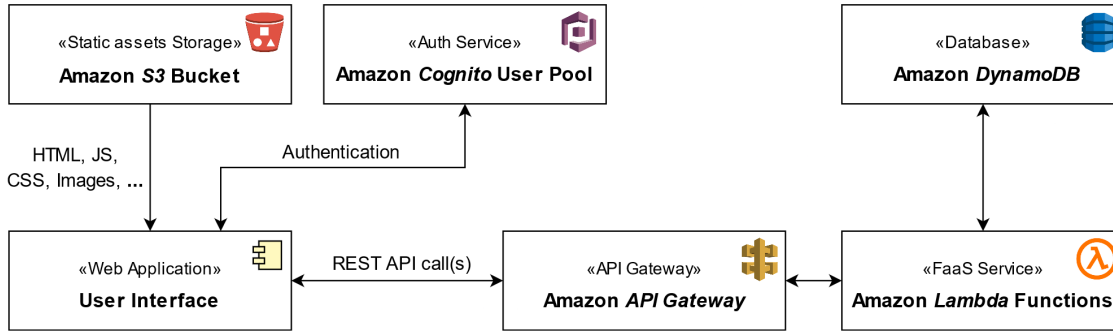 «Static assets Storage»
Amazon S3 Bucket
«Auth Service»
Amazon Cognito User Pool
«Database»
Amazon DynamoDB
HTML, JS,
CSS, Images, ...
Authentication
«Web Application»
User Interface
REST API call(s)
«API Gateway»
Amazon API Gateway
«FaaS Service»
Amazon Lambda Functions